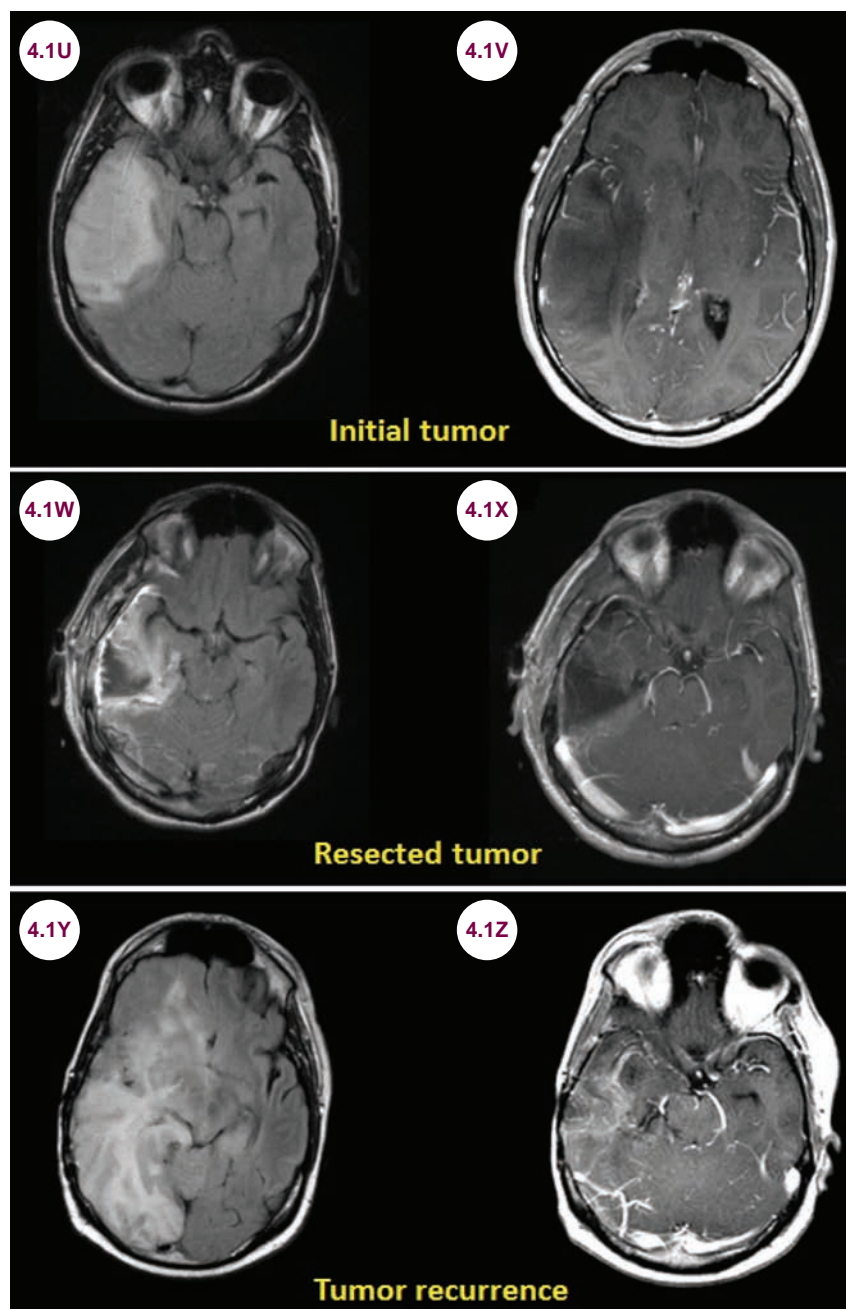 4.1U
4.1V
Initial tumor
4.1W
4.1X
Resected tumor
4.1Y
4.1Z
Tumor recurrence